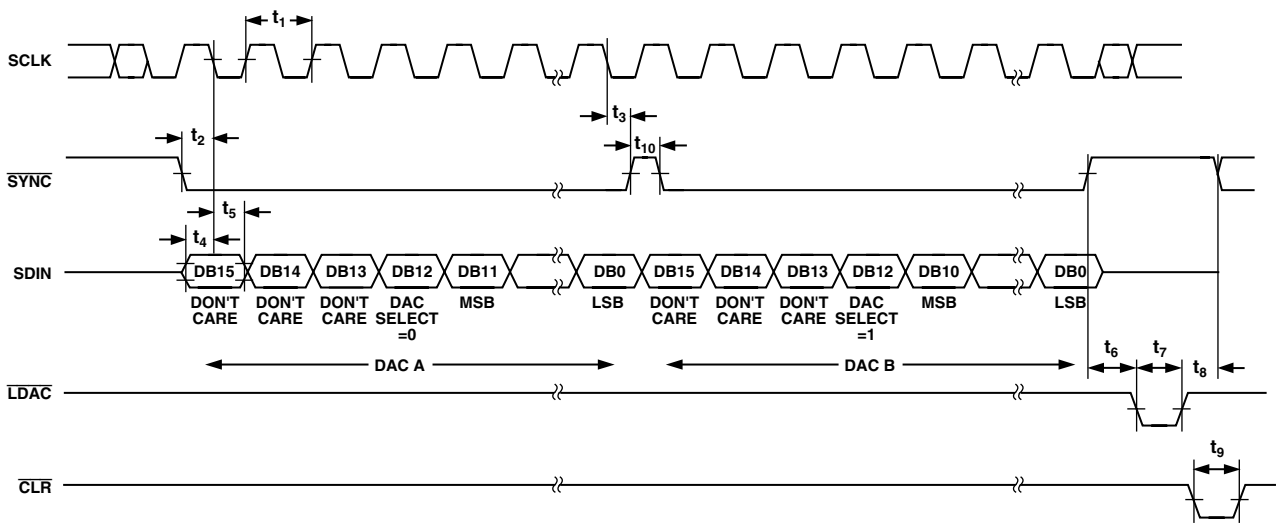 t1
SCLK
t3
t2
t10
SYNC
t5
t4
SDIN
DB15 DB14 DB13 DB12 DB11 DB0 DB15 DB14 DB13 DB12 DB10 DB0
DON'T CARE
DON'T CARE
DON'T CARE
DAC SELECT =0
MSB
LSB
DON'T CARE
DON'T CARE
DON'T CARE
DAC SELECT =1
MSB
LSB
t6 t7
DAC A
DAC B
t8
LDAC
t9
CLR